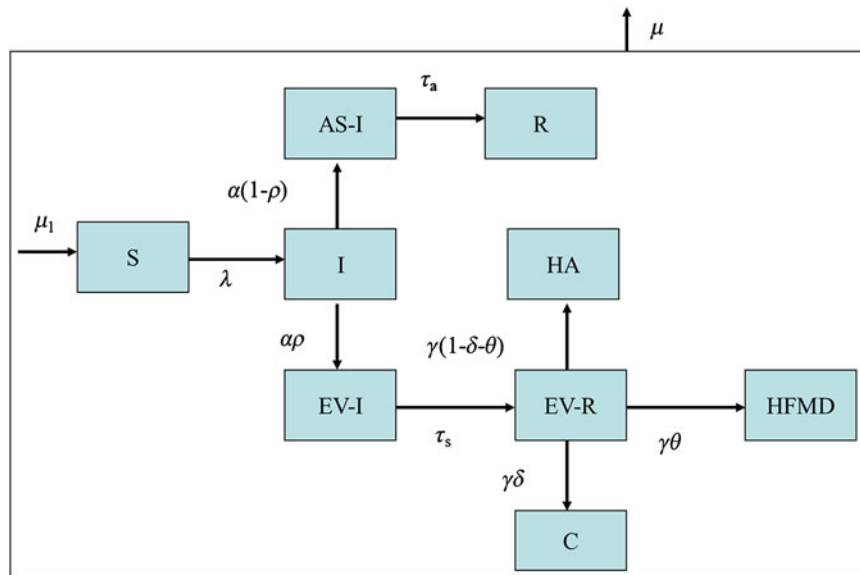 μ
τa
AS-I
R
α(1-ρ)
μ1
S
I
HA
λ
αρ
γ(1-δ-θ)
EV-I
EV-R
HFMD
τs
γθ
γδ
C